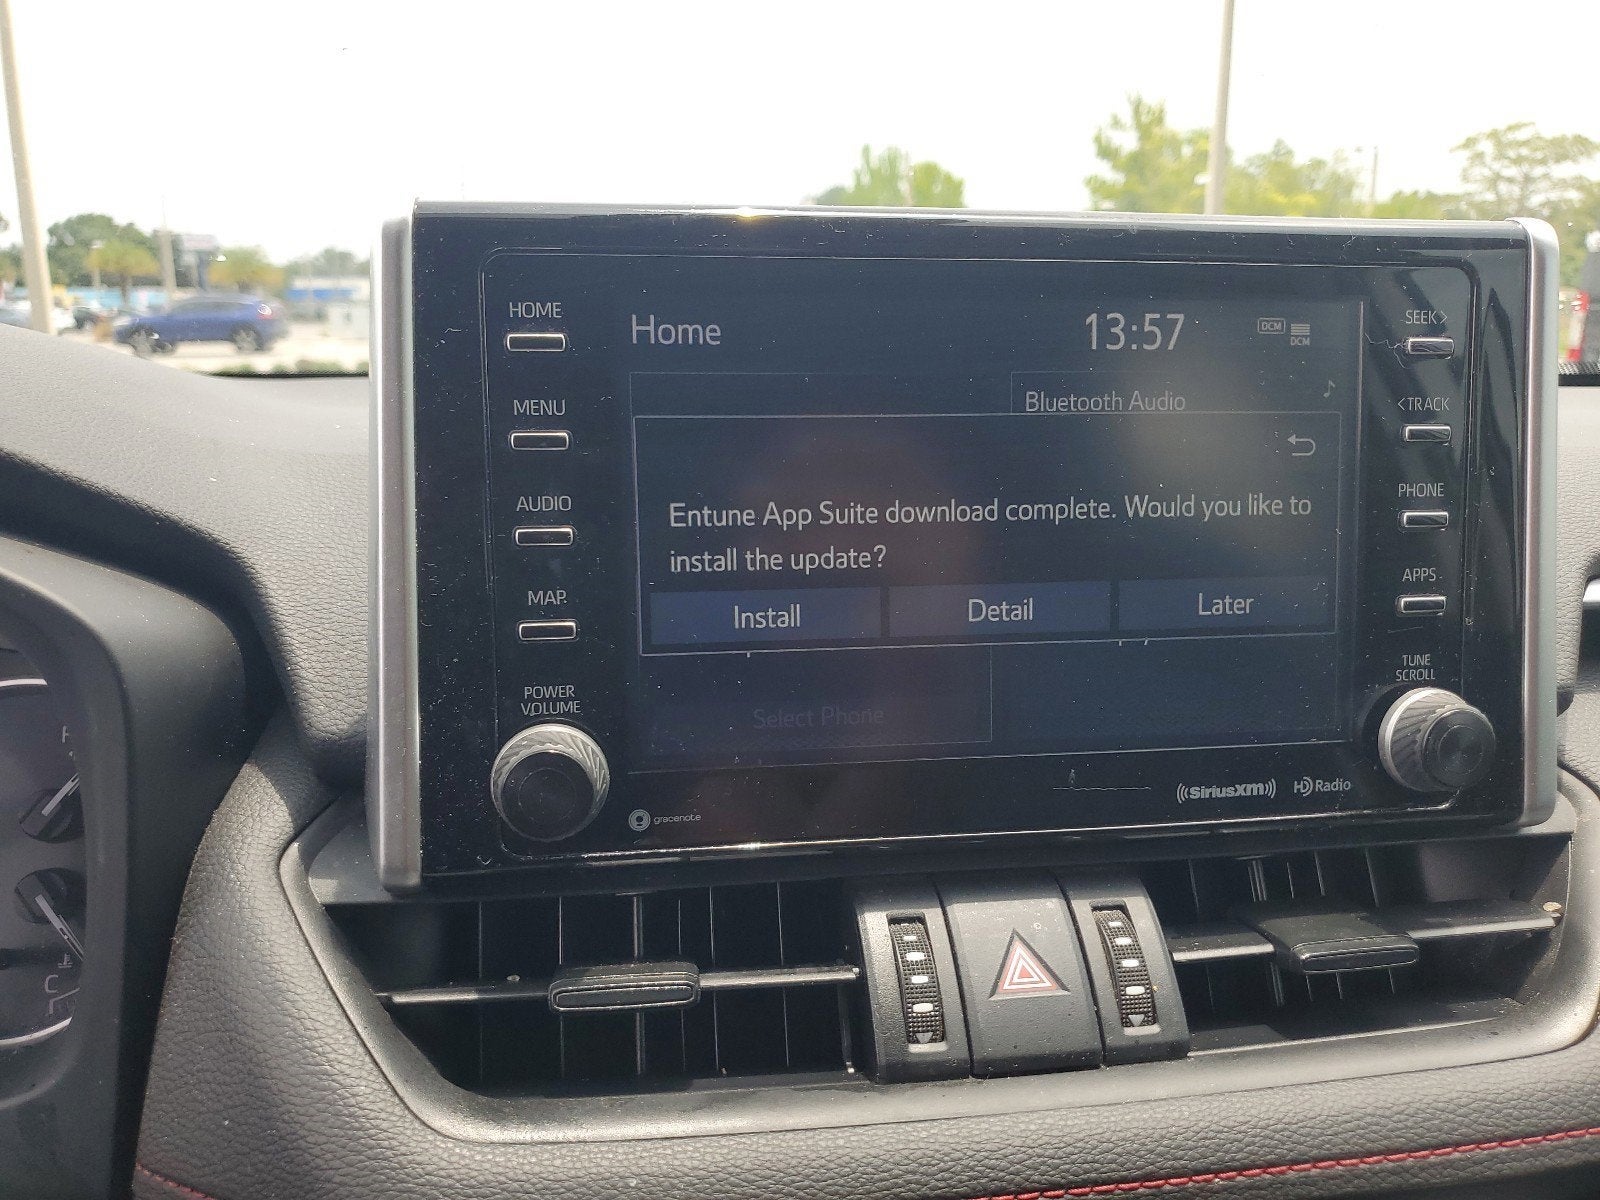 HOME
MENU
AUDIO
MAP
POWER
VOLUME
Home
13:57
DCM
DCM
Bluetooth Audio
Entune App Suite download complete. Would you like to
install the update?
Install
Detail
Later
Select Phone
gracenote
SiriusXM
HD Radio
SEEK>
<TRACK
PHONE
APPS
TUNE
SCROLL
F
C